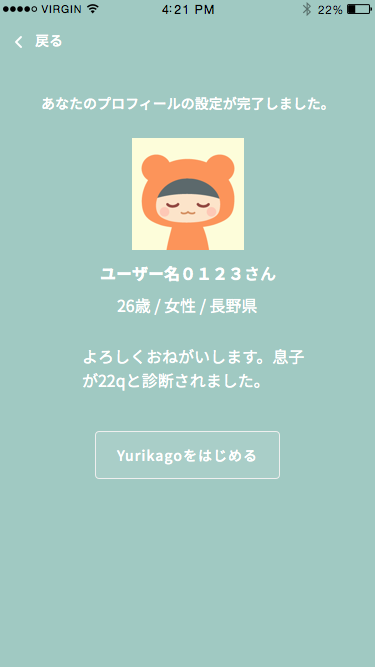 VIRGIN 4:21 PM 22%
戻る
あなたのプロフィールの設定が完了しました。
ユーザー名０１２３さん
26歳 / 女性 / 長野県
よろしくおねがいします。息子
が22qと診断されました。
Yurikagoをはじめる